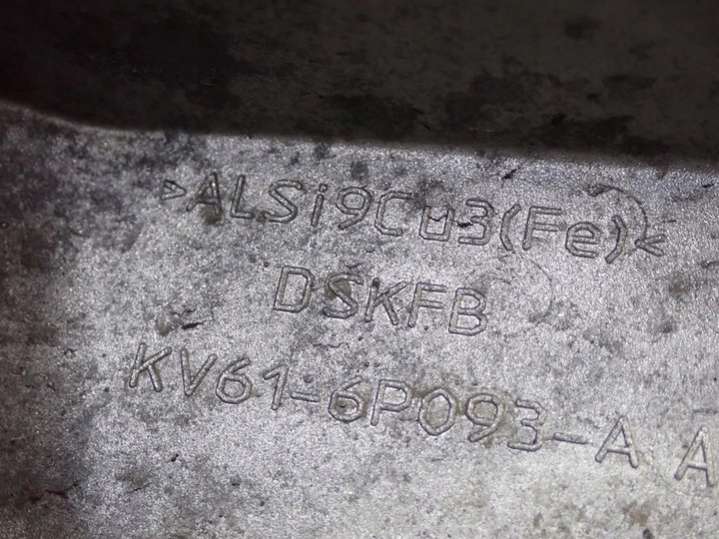 >ALSi9Cu3(Fe)<
DSKFB
KV61-6P093-A A